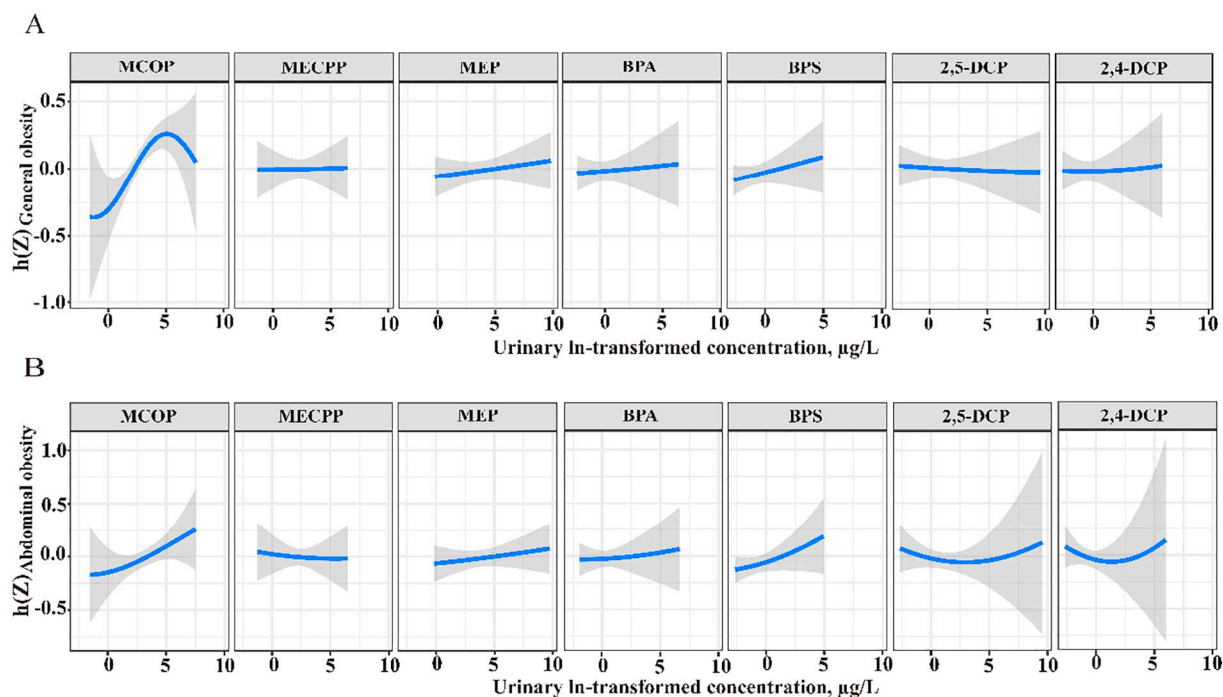 A
MCOP MECPP MEP BPA BPS 2,5-DCP 2,4-DCP
h(Z)General obesity
0.5
0.0
-0.5
-1.0
0 5 10 0 5 10 0 5 10 0 5 10 0 5 10 0 5 10 0 5 10
Urinary ln-transformed concentration, µg/L
B
MCOP MECPP MEP BPA BPS 2,5-DCP 2,4-DCP
h(Z)Abdominal obesity
1.0
0.5
0.0
-0.5
0 5 10 0 5 10 0 5 10 0 5 10 0 5 10 0 5 10 0 5 10
Urinary ln-transformed concentration, µg/L